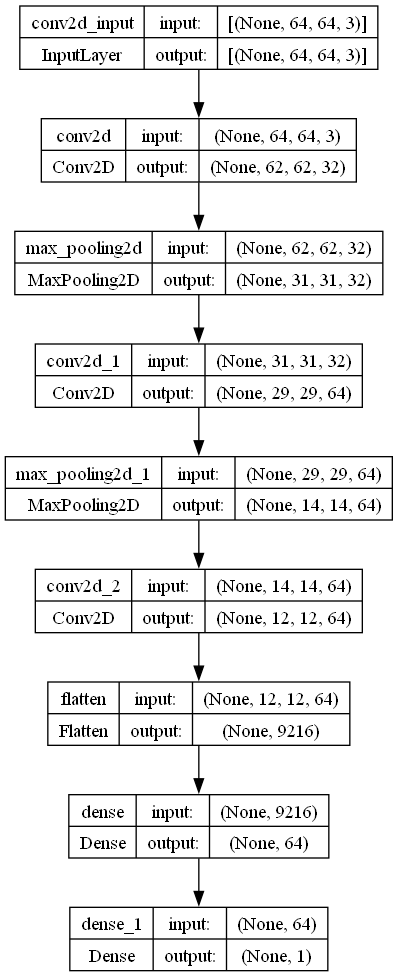 conv2d_input input: [(None, 64, 64, 3)]
InputLayer output: [(None, 64, 64, 3)]
conv2d input: (None, 64, 64, 3)
Conv2D output: (None, 62, 62, 32)
max_pooling2d input: (None, 62, 62, 32)
MaxPooling2D output: (None, 31, 31, 32)
conv2d_1 input: (None, 31, 31, 32)
Conv2D output: (None, 29, 29, 64)
max_pooling2d_1 input: (None, 29, 29, 64)
MaxPooling2D output: (None, 14, 14, 64)
conv2d_2 input: (None, 14, 14, 64)
Conv2D output: (None, 12, 12, 64)
flatten input: (None, 12, 12, 64)
Flatten output: (None, 9216)
dense input: (None, 9216)
Dense output: (None, 64)
dense_1 input: (None, 64)
Dense output: (None, 1)